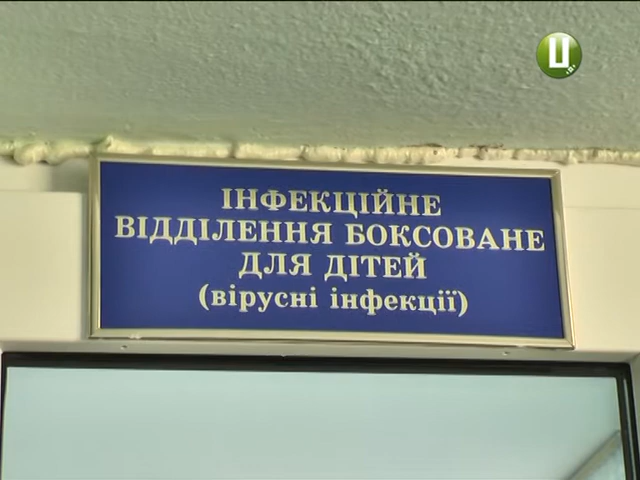 Ц
ІНФЕКЦІЙНЕ
ВІДДІЛЕННЯ БОКСОВАНЕ
ДЛЯ ДІТЕЙ
(вірусні інфекції)